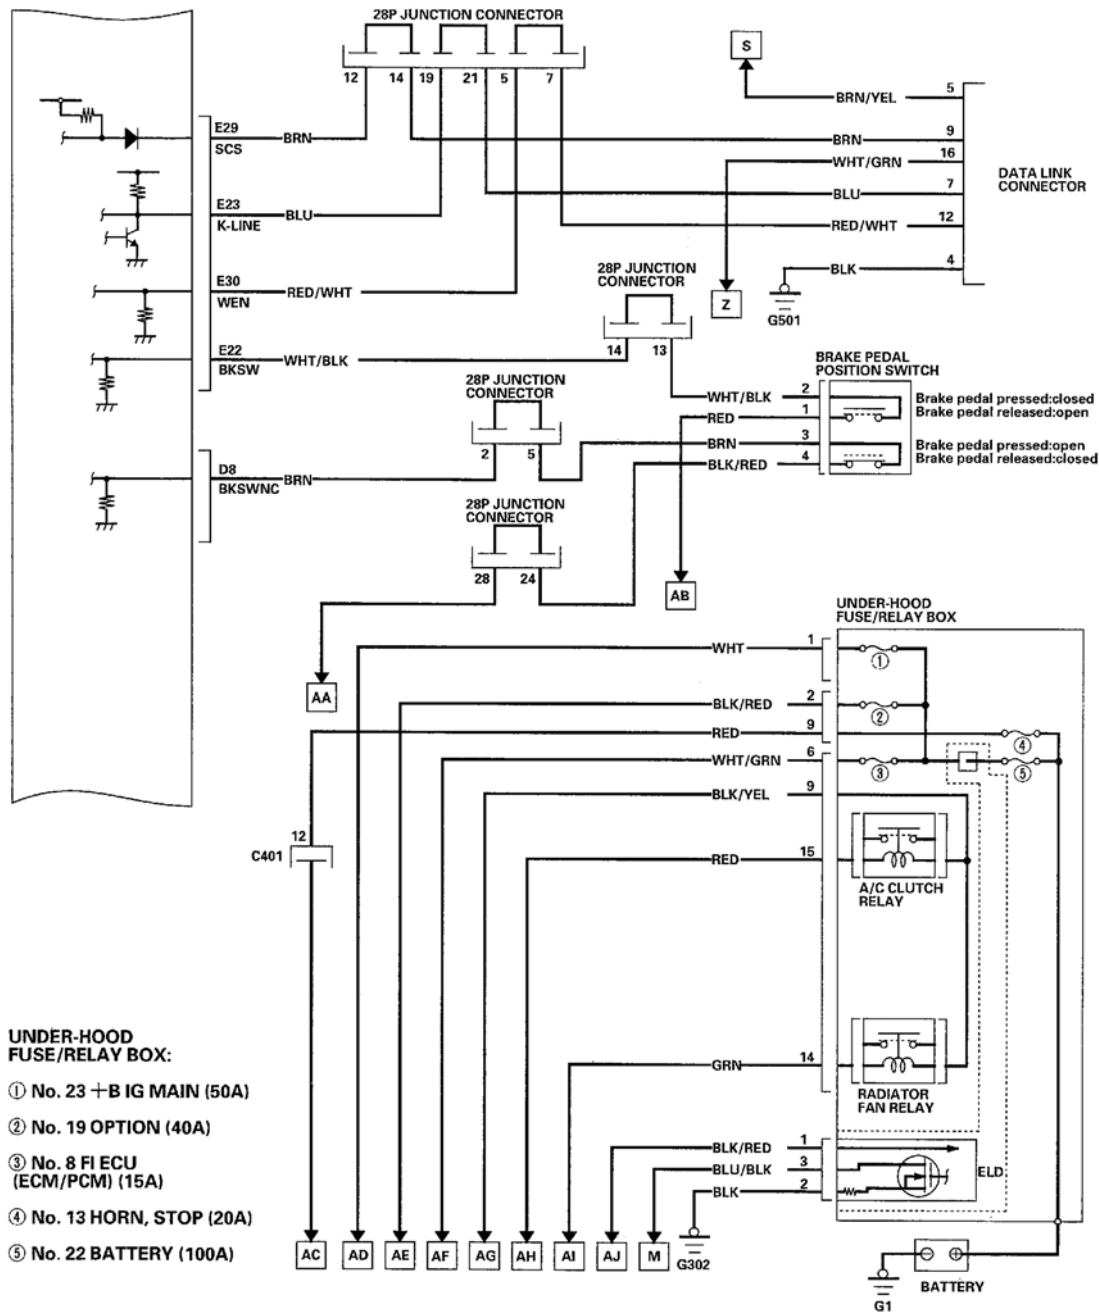 28P JUNCTION CONNECTOR
12 14 19 21 5 7
S
BRN/YEL 5
E29
SCS
BRN
BRN 9
WHT/GRN 16
DATA LINK
CONNECTOR
BLU 7
E23
K-LINE
BLU
RED/WHT 12
BLK 4
G501
Z
E30
WEN
RED/WHT
28P JUNCTION
CONNECTOR
14 13
E22
BKSW
WHT/BLK
BRAKE PEDAL
POSITION SWITCH
WHT/BLK 2
RED 1
BRN 3
BLK/RED 4
Brake pedal pressed:closed
Brake pedal released:open
Brake pedal pressed:open
Brake pedal released:closed
28P JUNCTION
CONNECTOR
2 5
D8
BKSWNC
BRN
28P JUNCTION
CONNECTOR
28 24
AB
AA
UNDER-HOOD
FUSE/RELAY BOX
WHT 1
①
BLK/RED 2
②
RED 9
④
WHT/GRN 6
③
⑤
BLK/YEL 9
12
C401
RED 15
A/C CLUTCH
RELAY
GRN 14
RADIATOR
FAN RELAY
BLK/RED 1
BLU/BLK 3
BLK 2
ELD
G302
BATTERY
G1
UNDER-HOOD
FUSE/RELAY BOX:
① No. 23 +B IG MAIN (50A)
② No. 19 OPTION (40A)
③ No. 8 FI ECU
(ECM/PCM) (15A)
④ No. 13 HORN, STOP (20A)
⑤ No. 22 BATTERY (100A)
AC AD AE AF AG AH AI AJ M